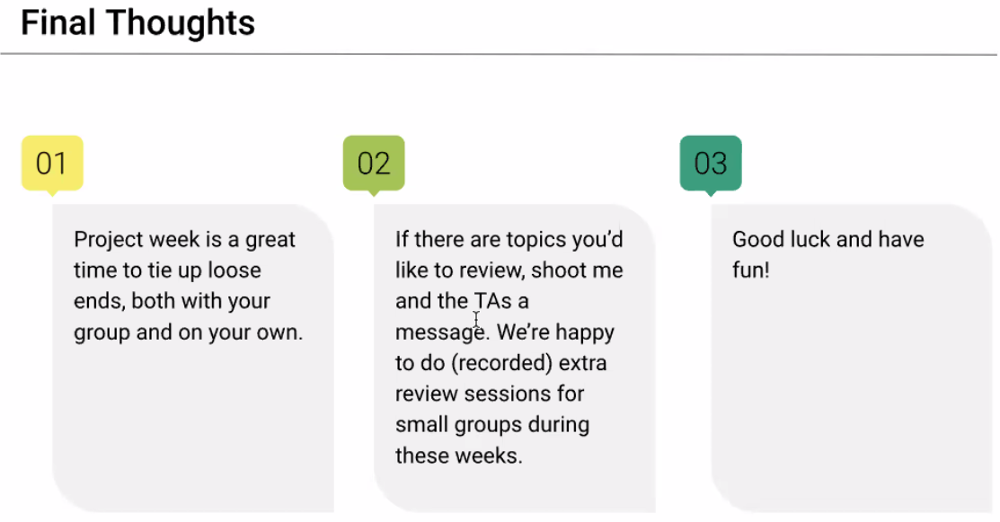 Final Thoughts
01
Project week is a great
time to tie up loose
ends, both with your
group and on your own.
02
If there are topics you’d
like to review, shoot me
and the TAs a
message. We’re happy
to do (recorded) extra
review sessions for
small groups during
these weeks.
03
Good luck and have
fun!